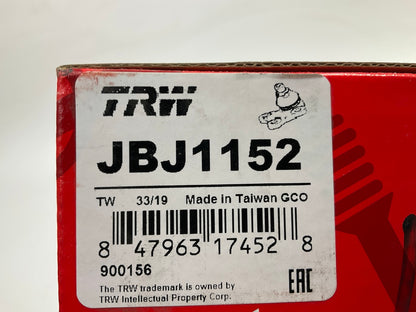 TRW
JBJ1152
TW 33/19 Made in Taiwan GCO
8 47963 17452 8
900156
EAC
The TRW trademark is owned by
TRW Intellectual Property Corp.